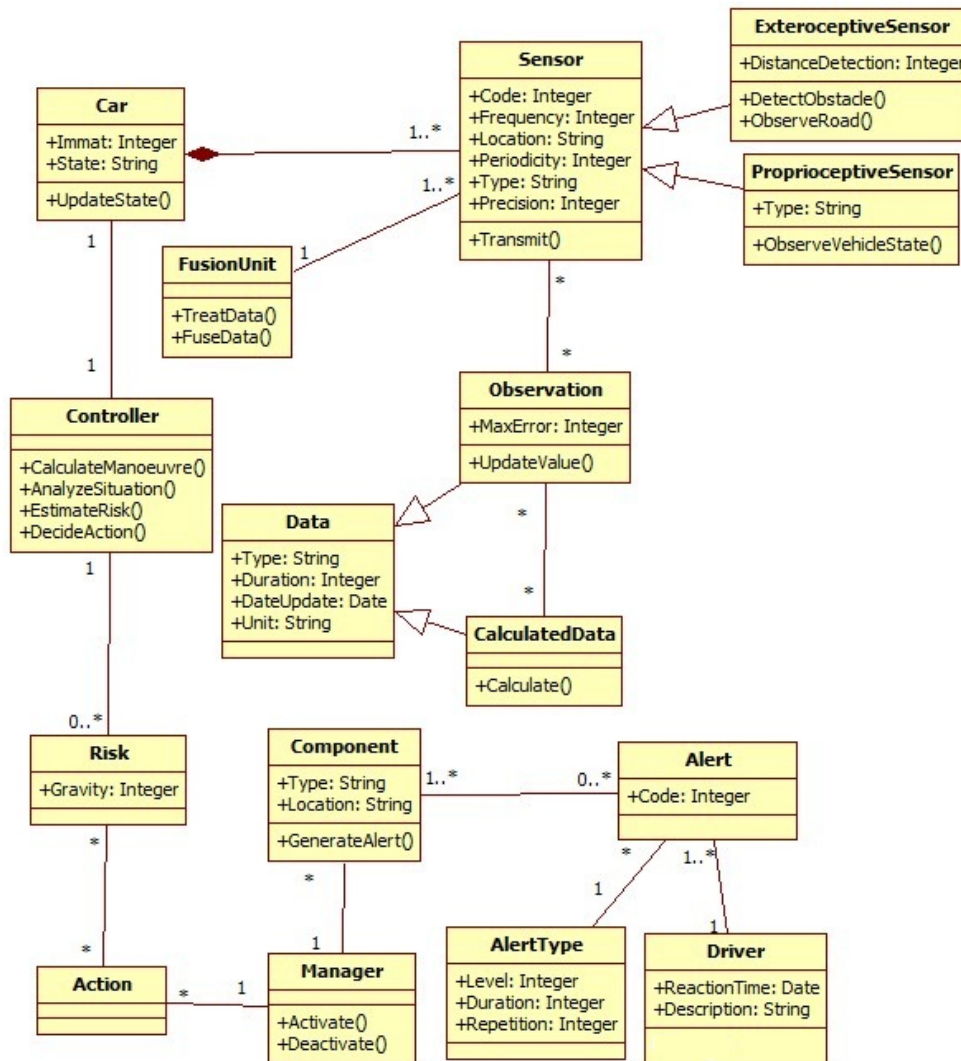 Car
+Immat: Integer
+State: String
+UpdateState()
Sensor
+Code: Integer
+Frequency: Integer
+Location: String
+Periodicity: Integer
+Type: String
+Precision: Integer
+Transmit()
ExteroceptiveSensor
+DistanceDetection: Integer
+DetectObstacle()
+ObserveRoad()
ProprioceptiveSensor
+Type: String
+ObserveVehicleState()
1..*
1..*
1
1
FusionUnit
+TreatData()
+FuseData()
*
*
1
Controller
+CalculateManoeuvre()
+AnalyzeSituation()
+EstimateRisk()
+DecideAction()
Observation
+MaxError: Integer
+UpdateValue()
Data
+Type: String
+Duration: Integer
+DateUpdate: Date
+Unit: String
*
*
CalculatedData
+Calculate()
1
0..*
Risk
+Gravity: Integer
Component
+Type: String
+Location: String
+GenerateAlert()
1..*
0..*
Alert
+Code: Integer
*
*
*
1..*
1
1
1
*
Action
*
1
Manager
+Activate()
+Deactivate()
AlertType
+Level: Integer
+Duration: Integer
+Repetition: Integer
Driver
+ReactionTime: Date
+Description: String